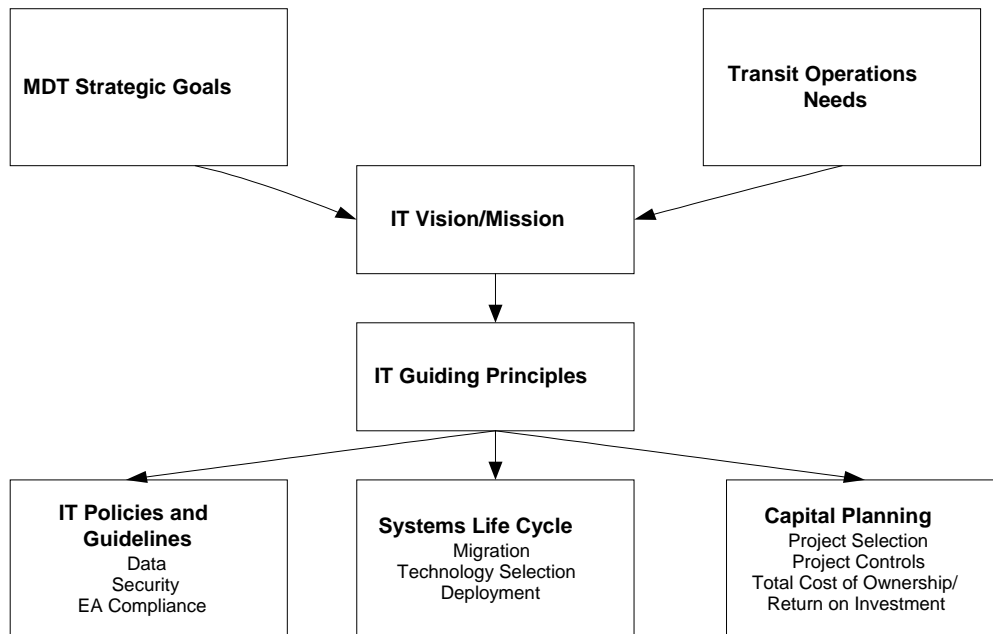 MDT Strategic Goals
Transit Operations
Needs
IT Vision/Mission
IT Guiding Principles
IT Policies and
Guidelines
Data
Security
EA Compliance
Systems Life Cycle
Migration
Technology Selection
Deployment
Capital Planning
Project Selection
Project Controls
Total Cost of Ownership/
Return on Investment